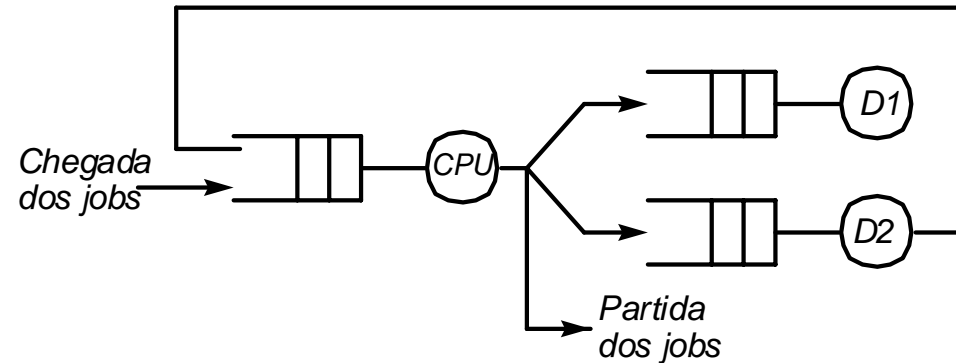 D1
Chegada
dos jobs
CPU
D2
Partida
dos jobs